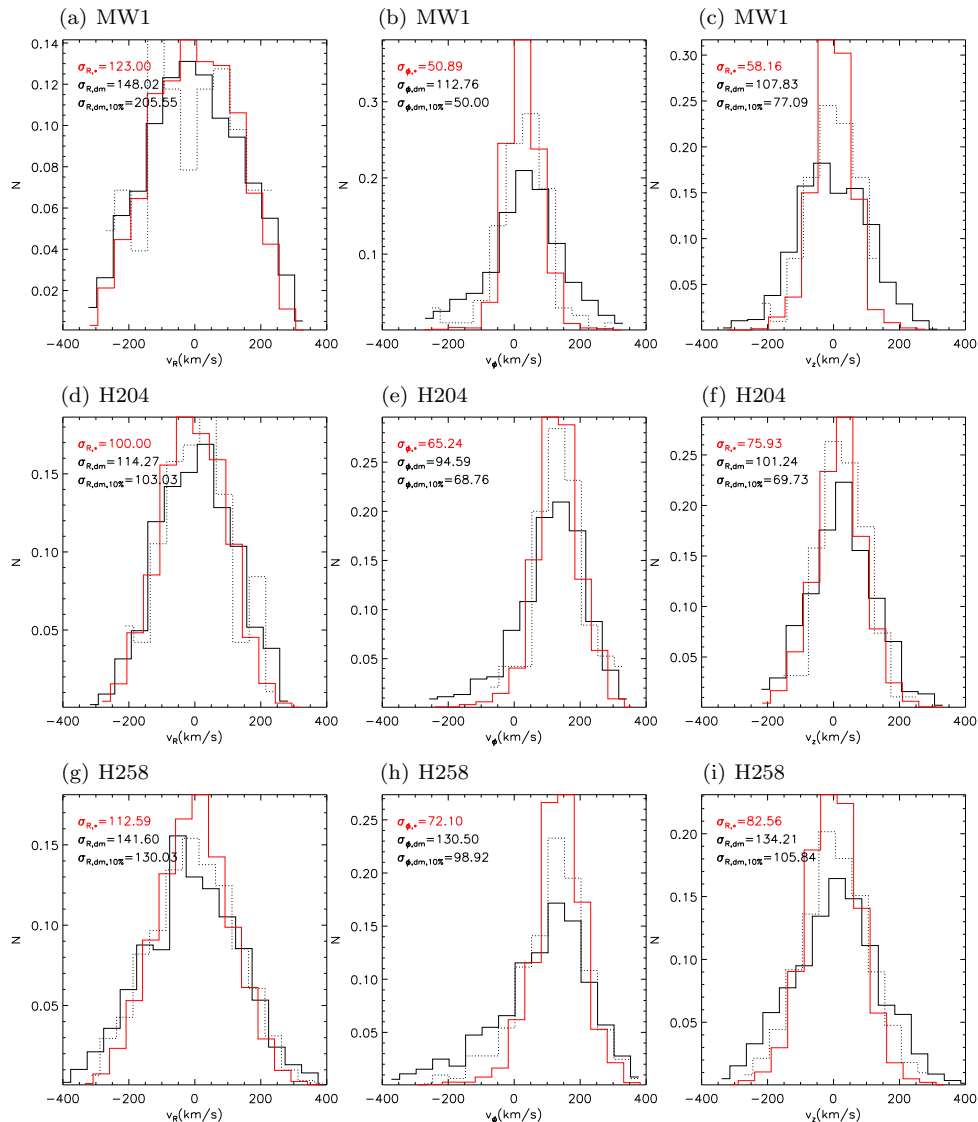 (a) MW1
(b) MW1
(c) MW1
σR,*=123.00
σR,dm=148.02
σR,dm,10%=205.55
0.14
0.12
0.10
0.08
0.06
0.04
0.02
N
−400 −200 0 200 400
vR(km/s)
σϕ,*=50.89
σϕ,dm=112.76
σϕ,dm,10%=50.00
0.3
0.2
0.1
N
−400 −200 0 200 400
vϕ(km/s)
σR,*=58.16
σR,dm=107.83
σR,dm,10%=77.09
0.30
0.25
0.20
0.15
0.10
0.05
N
−400 −200 0 200 400
vz(km/s)
(d) H204
(e) H204
(f) H204
σR,*=100.00
σR,dm=114.27
σR,dm,10%=103.03
0.15
0.10
0.05
N
−400 −200 0 200 400
vR(km/s)
σϕ,*=65.24
σϕ,dm=94.59
σϕ,dm,10%=68.76
0.25
0.20
0.15
0.10
0.05
N
−400 −200 0 200 400
vϕ(km/s)
σR,*=75.93
σR,dm=101.24
σR,dm,10%=69.73
0.25
0.20
0.15
0.10
0.05
N
−400 −200 0 200 400
vz(km/s)
(g) H258
(h) H258
(i) H258
σR,*=112.59
σR,dm=141.60
σR,dm,10%=130.03
0.15
0.10
0.05
N
−400 −200 0 200 400
vR(km/s)
σϕ,*=72.10
σϕ,dm=130.50
σϕ,dm,10%=98.92
0.25
0.20
0.15
0.10
0.05
N
−400 −200 0 200 400
vϕ(km/s)
σR,*=82.56
σR,dm=134.21
σR,dm,10%=105.84
0.20
0.15
0.10
0.05
N
−400 −200 0 200 400
vz(km/s)